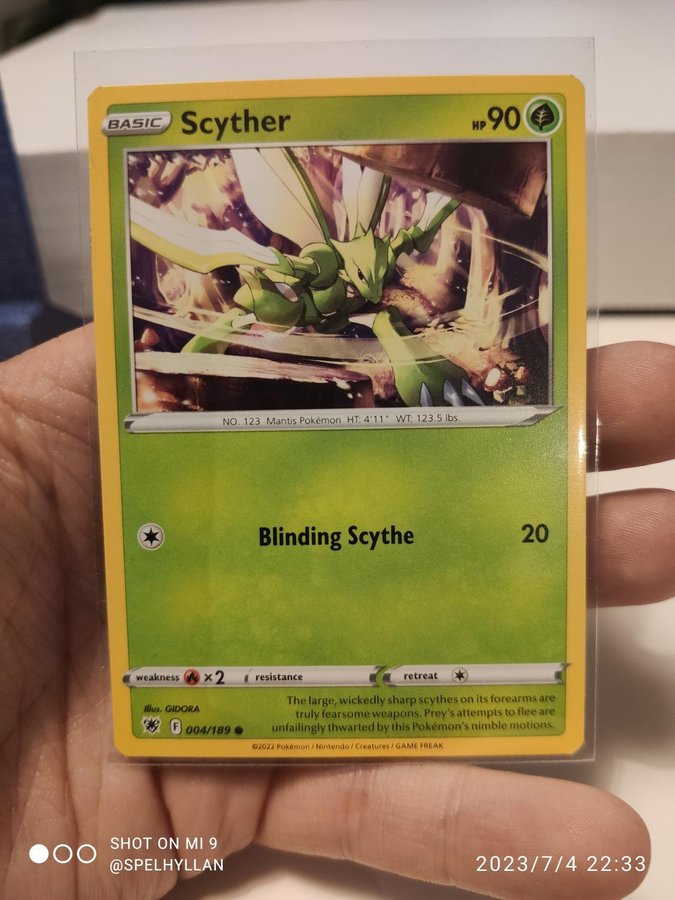 BASIC Scyther HP 90
NO. 123 Mantis Pokémon HT: 4'11" WT: 123.5 lbs.
Blinding Scythe 20
weakness ×2 resistance retreat
Illus. GIDORA
F 004/189
The large, wickedly sharp scythes on its forearms are
truly fearsome weapons. Prey's attempts to flee are
unfailingly thwarted by this Pokémon's nimble motions.
©2022 Pokémon / Nintendo / Creatures / GAME FREAK
SHOT ON MI 9
@SPELHYLLAN
2023/7/4 22:33